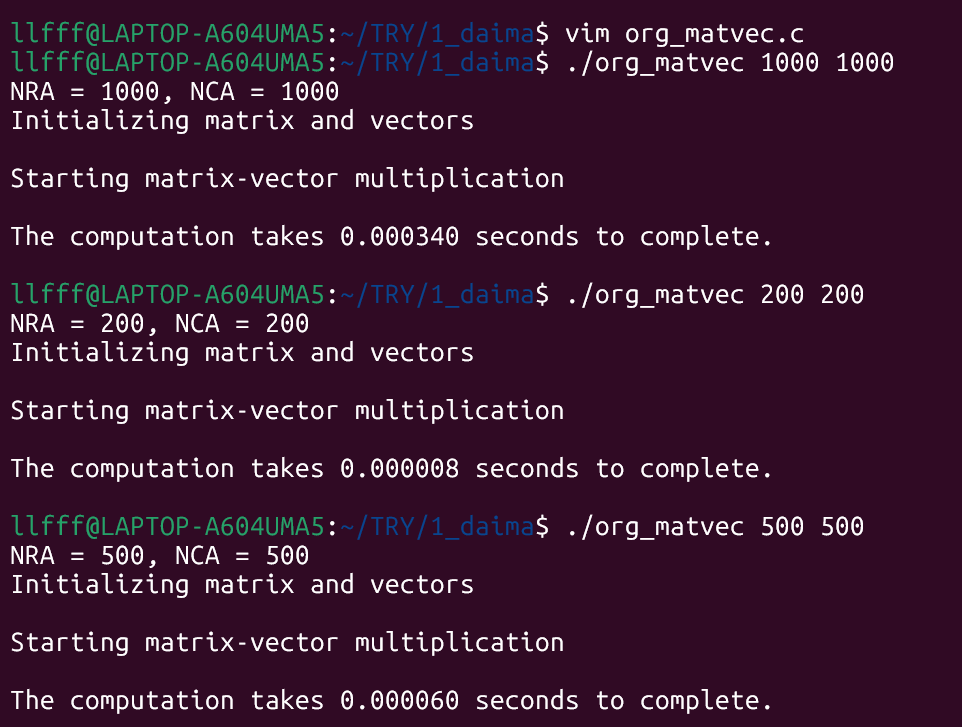 llfff@LAPTOP-A604UMA5:~/TRY/1_daima$ vim org_matvec.c
llfff@LAPTOP-A604UMA5:~/TRY/1_daima$ ./org_matvec 1000 1000
NRA = 1000, NCA = 1000
Initializing matrix and vectors
Starting matrix-vector multiplication
The computation takes 0.000340 seconds to complete.
llfff@LAPTOP-A604UMA5:~/TRY/1_daima$ ./org_matvec 200 200
NRA = 200, NCA = 200
Initializing matrix and vectors
Starting matrix-vector multiplication
The computation takes 0.000008 seconds to complete.
llfff@LAPTOP-A604UMA5:~/TRY/1_daima$ ./org_matvec 500 500
NRA = 500, NCA = 500
Initializing matrix and vectors
Starting matrix-vector multiplication
The computation takes 0.000060 seconds to complete.